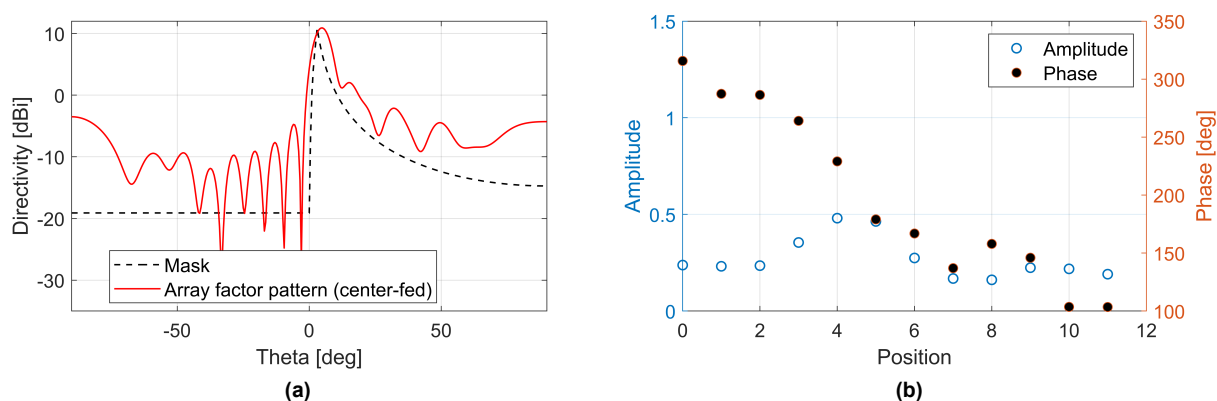 10
0
-10
-20
-30
Directivity [dBi]
-50
0
50
Theta [deg]
Mask
Array factor pattern (center-fed)
(a)
1.5
1
0.5
0
Amplitude
350
300
250
200
150
100
Phase [deg]
0
2
4
6
8
10
12
Position
Amplitude
Phase
(b)